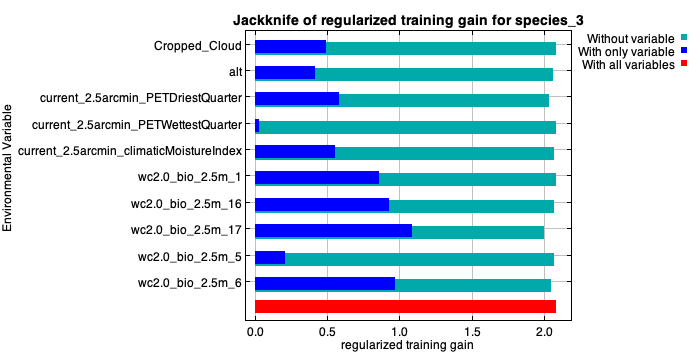 Jackknife of regularized training gain for species_3
Without variable
With only variable
With all variables
Environmental Variable
Cropped_Cloud
alt
current_2.5arcmin_PETDriestQuarter
current_2.5arcmin_PETWettestQuarter
current_2.5arcmin_climaticMoistureIndex
wc2.0_bio_2.5m_1
wc2.0_bio_2.5m_16
wc2.0_bio_2.5m_17
wc2.0_bio_2.5m_5
wc2.0_bio_2.5m_6
0.0 0.5 1.0 1.5 2.0
regularized training gain